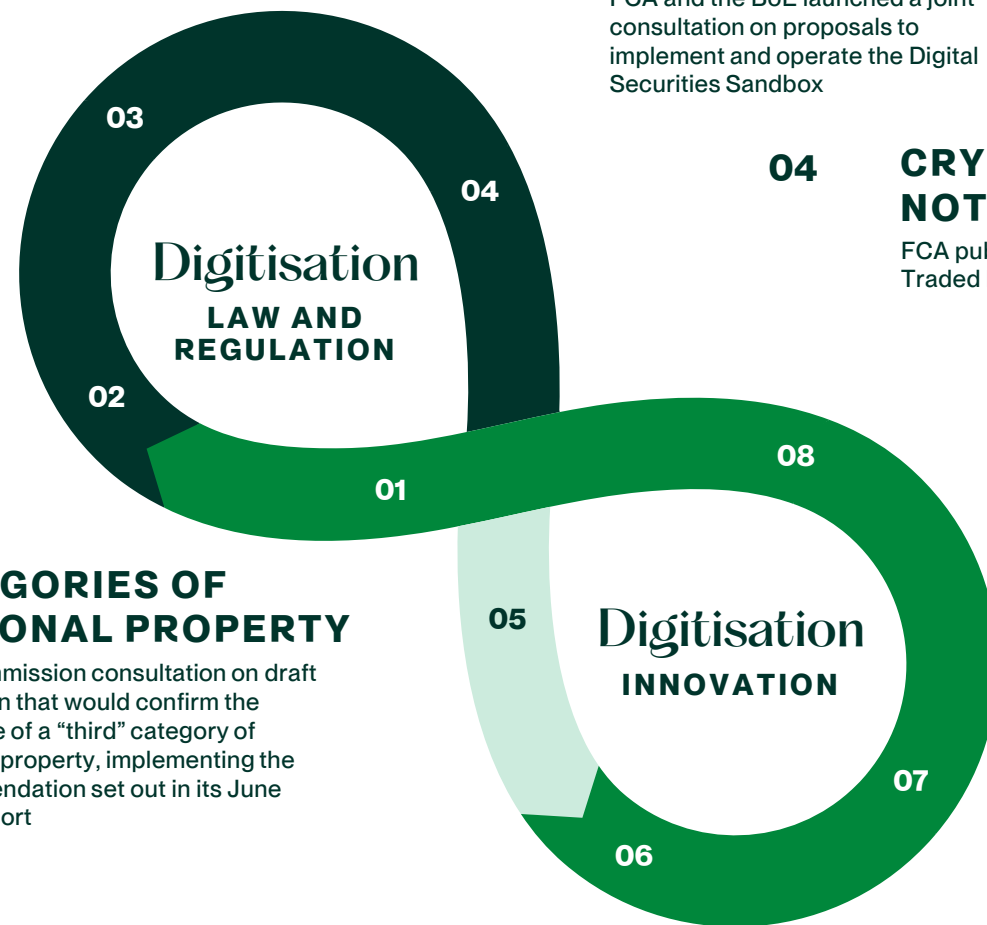 consultation on proposals to
implement and operate the Digital
Securities Sandbox
04
CRY
NOT
FCA pul
Traded
03
04
Digitisation
LAW AND
REGULATION
02
01
08
GORIES OF
ONAL PROPERTY
mission consultation on draft
n that would confirm the
e of a “third” category of
property, implementing the
endation set out in its June
ort
05
Digitisation
INNOVATION
07
06